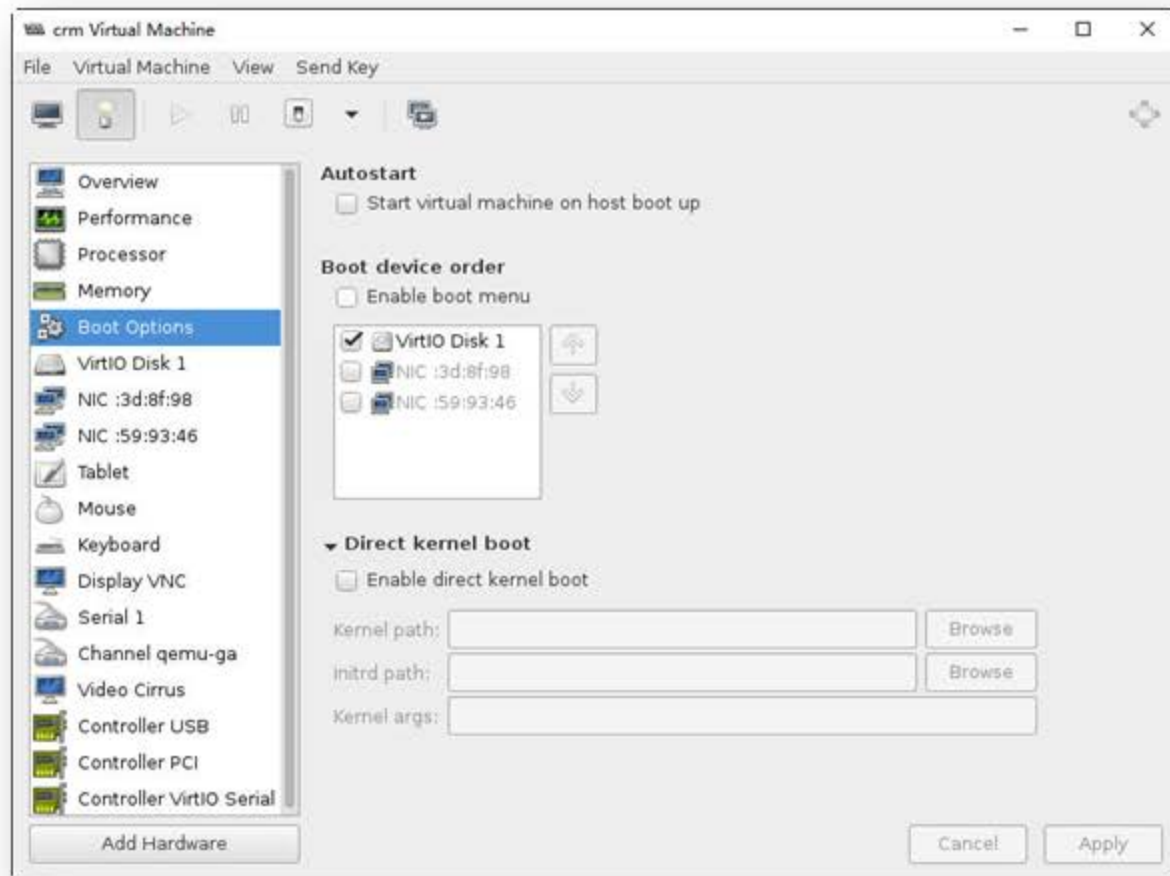 crm Virtual Machine
File Virtual Machine View Send Key
Overview
Performance
Processor
Memory
Boot Options
VirtIO Disk 1
NIC :3d:8f:98
NIC :59:93:46
Tablet
Mouse
Keyboard
Display VNC
Serial 1
Channel qemu-ga
Video Cirrus
Controller USB
Controller PCI
Controller VirtIO Serial
Add Hardware
Autostart
Start virtual machine on host boot up
Boot device order
Enable boot menu
VirtIO Disk 1
NIC :3d:8f:98
NIC :59:93:46
Direct kernel boot
Enable direct kernel boot
Kernel path: Browse
Initrd path: Browse
Kernel args:
Cancel Apply